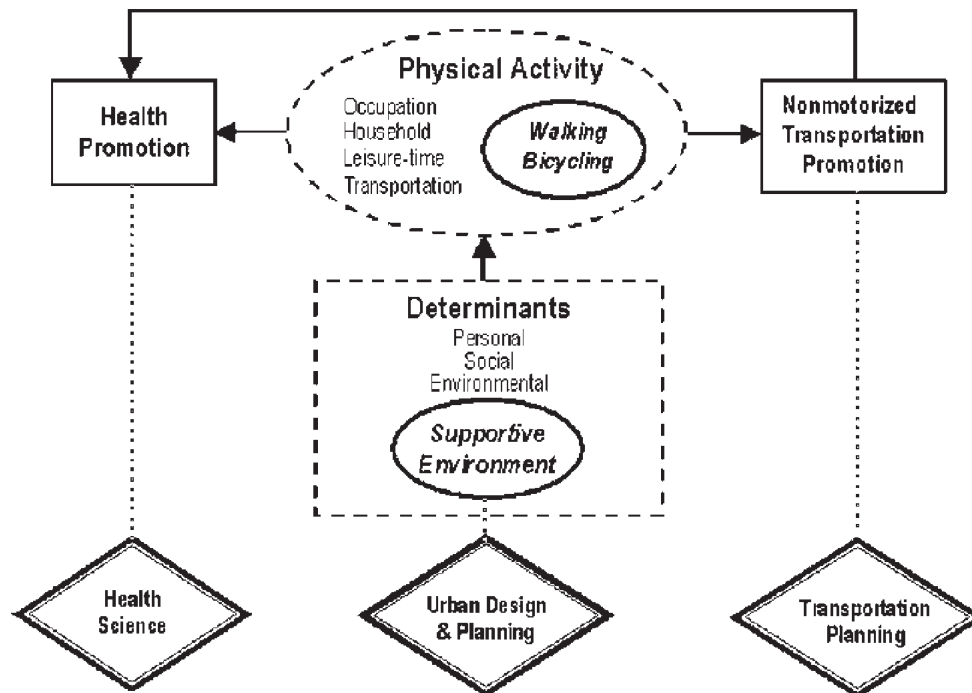 Physical Activity
Occupation
Household
Leisure-time
Transportation
Walking
Bicycling
Health
Promotion
Nonmotorized
Transportation
Promotion
Determinants
Personal
Social
Environmental
Supportive
Environment
Health
Science
Urban Design
& Planning
Transportation
Planning